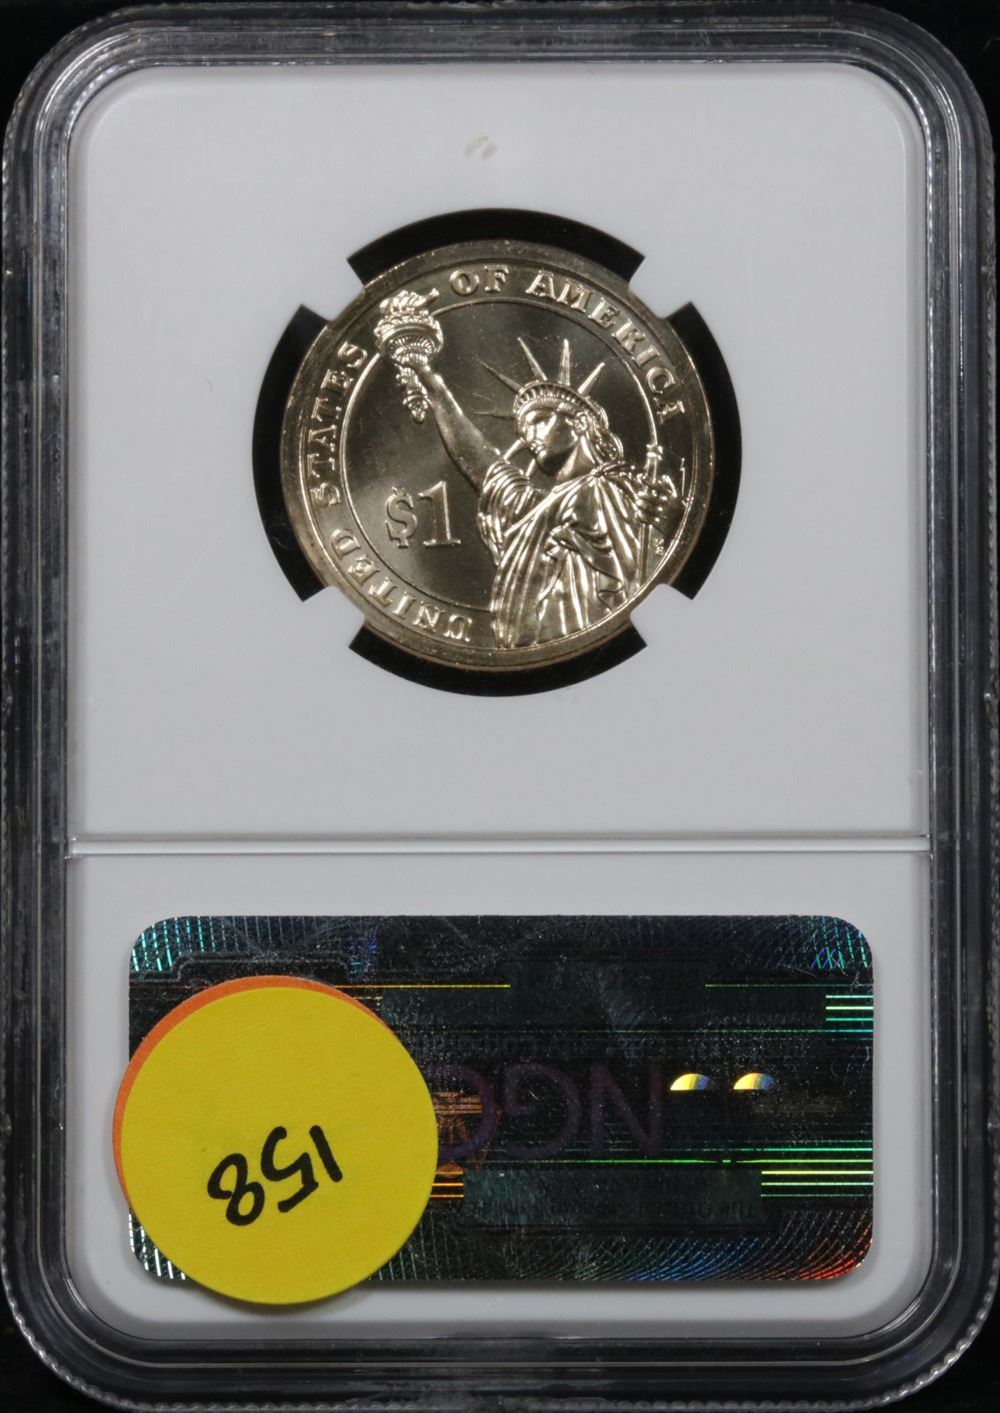 UNITED STATES OF AMERICA
$1
NGC
158